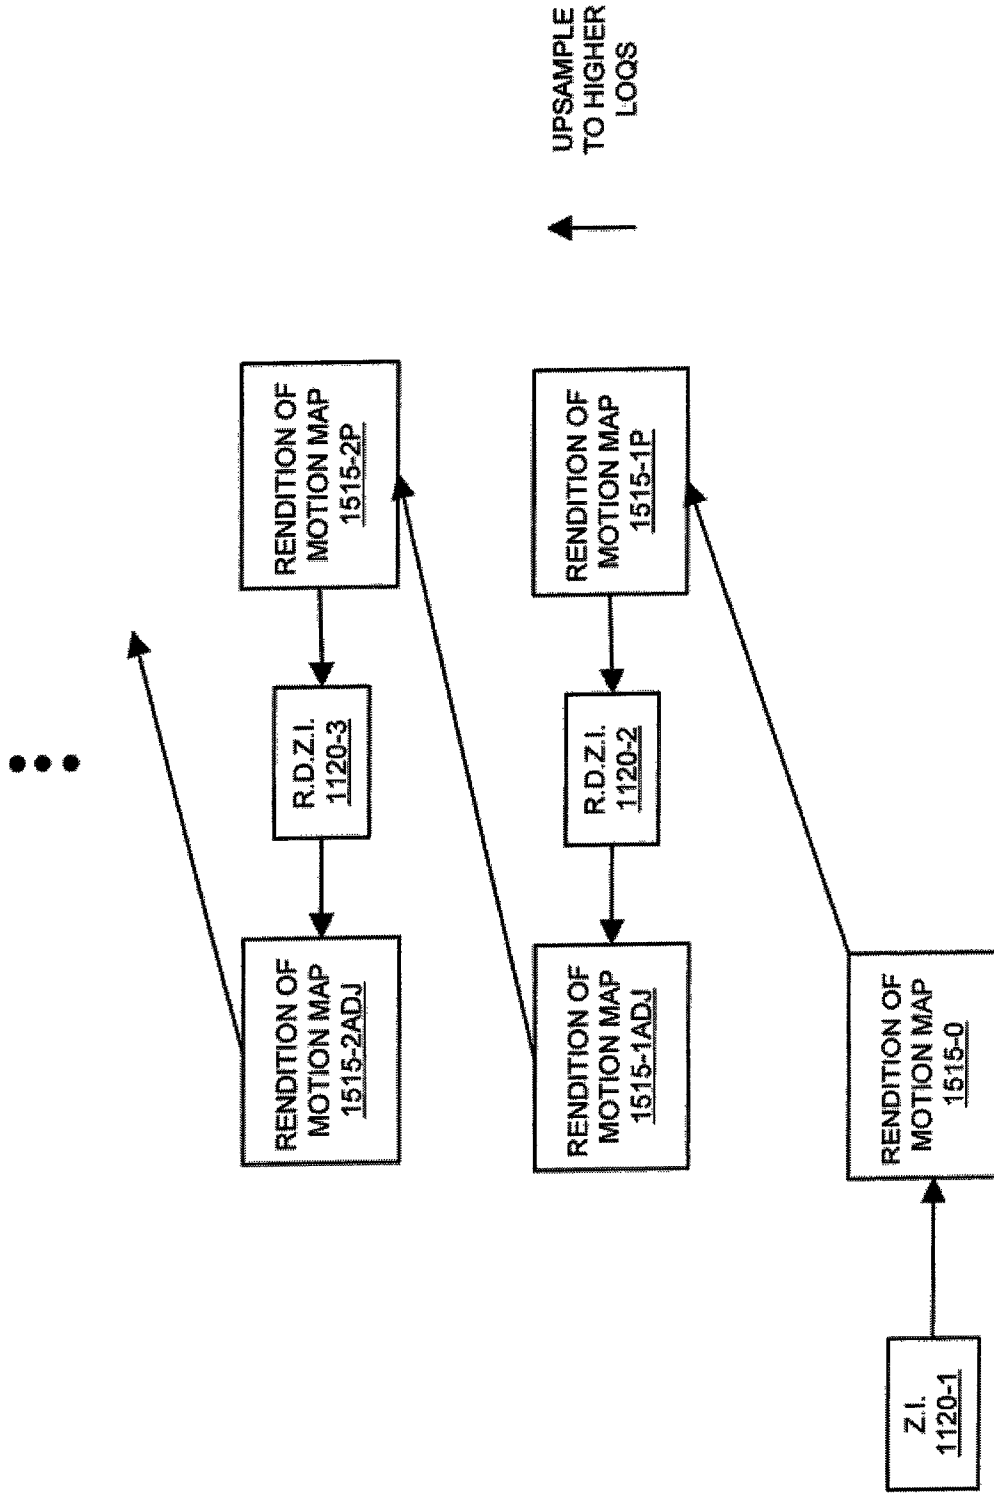 UPSAMPLE
TO HIGHER
LOQS
RENDITION OF
MOTION MAP
1515-2P
R.D.Z.I.
1120-3
RENDITION OF
MOTION MAP
1515-2ADJ
RENDITION OF
MOTION MAP
1515-1P
R.D.Z.I.
1120-2
RENDITION OF
MOTION MAP
1515-1ADJ
RENDITION OF
MOTION MAP
1515-0
Z.I.
1120-1